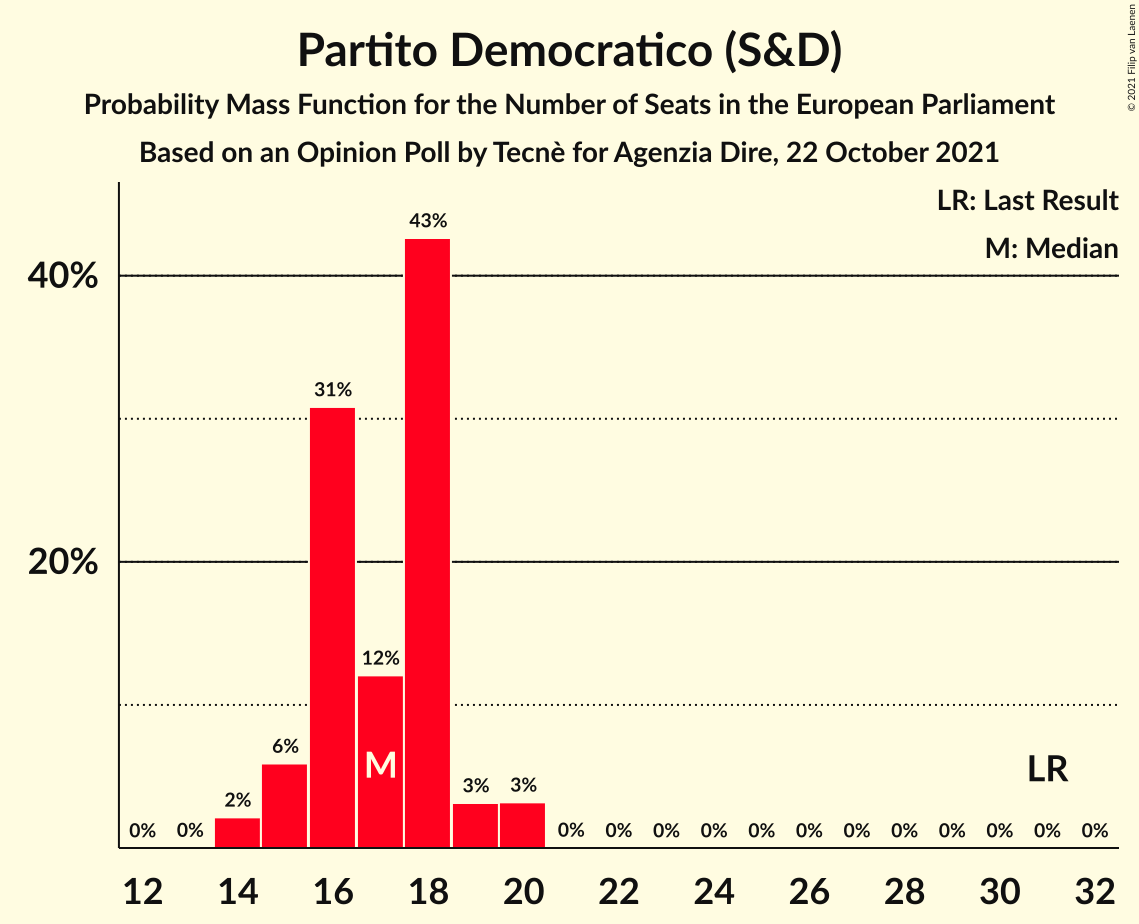 Partito Democratico (S&D)
Probability Mass Function for the Number of Seats in the European Parliament
Based on an Opinion Poll by Tecnè for Agenzia Dire, 22 October 2021
© 2021 Filip van Laenen
LR: Last Result
M: Median
40%
20%
0% 0% 2% 6% 31% 12% 43% 3% 3% 0% 0% 0% 0% 0% 0% 0% 0% 0% 0% 0% 0%
M
LR
12 14 16 18 20 22 24 26 28 30 32